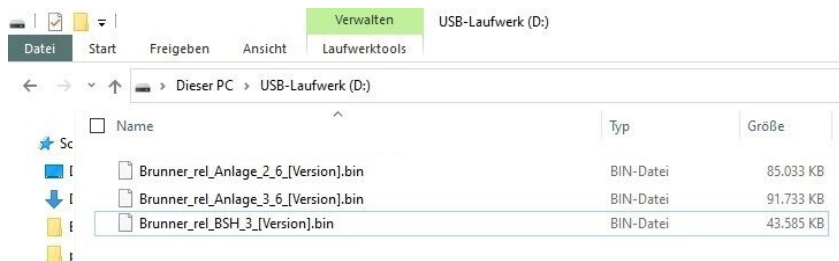 Verwalten USB-Laufwerk (D:)
Datei Start Freigeben Ansicht Laufwerktools
Dieser PC > USB-Laufwerk (D:)
Name Typ Größe
Brunner_rel_Anlage_2_6_[Version].bin BIN-Datei 85.033 KB
Brunner_rel_Anlage_3_6_[Version].bin BIN-Datei 91.733 KB
Brunner_rel_BSH_3_[Version].bin BIN-Datei 43.585 KB